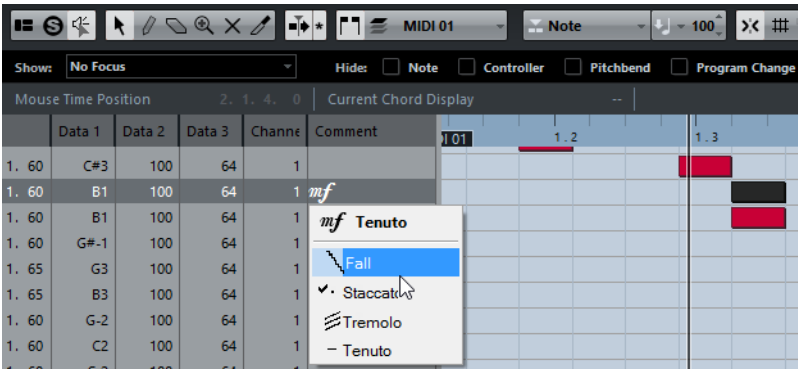 MIDI 01 Note 100
Show: No Focus Hide: Note Controller Pitchbend Program Change
Mouse Time Position 2. 1. 4. 0 Current Chord Display --
Data 1 Data 2 Data 3 Channe Comment 01 1.2 1.3
1. 60 C#3 100 64 1
1. 60 B1 100 64 1 mf
1. 60 B1 100 64 1
mf Tenuto
1. 60 G#-1 100 64 1
1. 65 G3 100 64 1
Fall
1. 65 B3 100 64 1
Staccato
1. 60 G-2 100 64 1
Tremolo
1. 60 C2 100 64 1
Tenuto